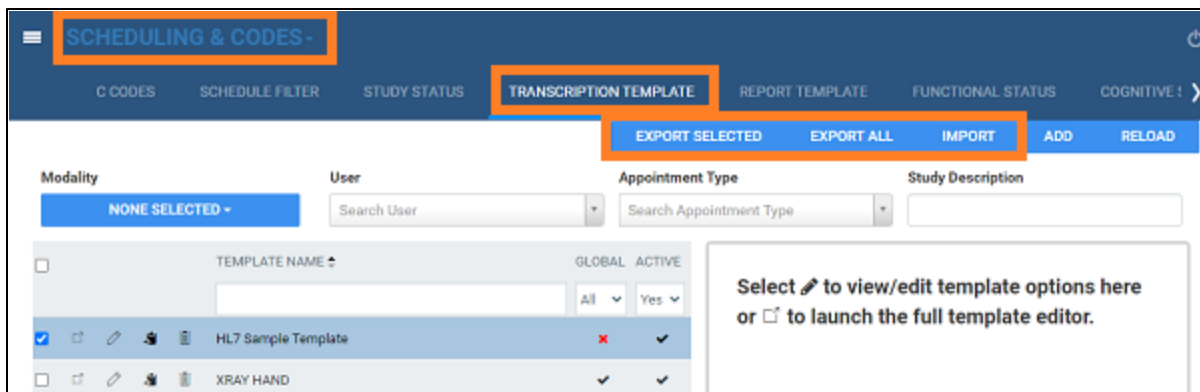 SCHEDULING & CODES
C CODES SCHEDULE FILTER STUDY STATUS TRANSCRIPTION TEMPLATE REPORT TEMPLATE FUNCTIONAL STATUS COGNITIVE S
EXPORT SELECTED EXPORT ALL IMPORT ADD RELOAD
Modality User Appointment Type Study Description
NONE SELECTED Search User Search Appointment Type
TEMPLATE NAME GLOBAL ACTIVE
All Yes
Select to view/edit template options here
or to launch the full template editor.
HL7 Sample Template
XRAY HAND